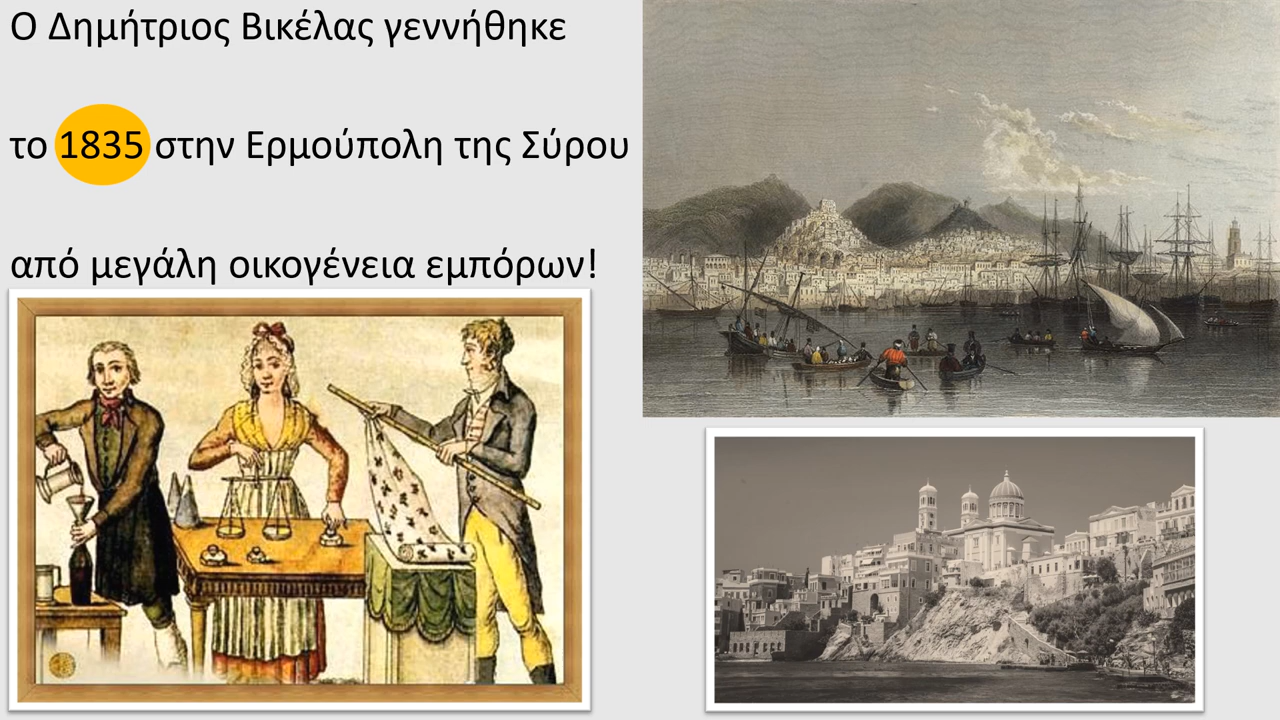 Ο Δημήτριος Βικέλας γεννήθηκε
το 1835 στην Ερμούπολη της Σύρου
από μεγάλη οικογένεια εμπόρων!